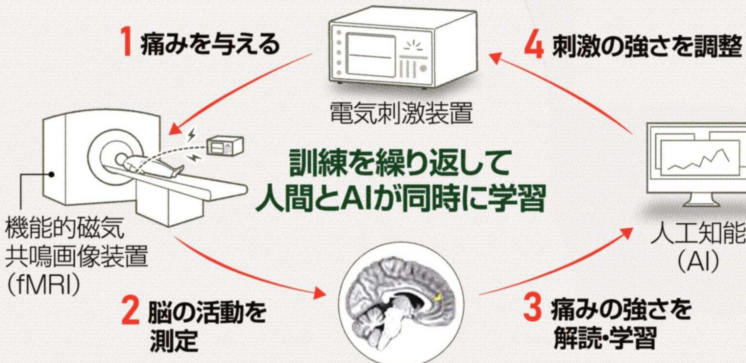 1 痛みを与える
4 刺激の強さを調整
電気刺激装置
訓練を繰り返して
人間とAIが同時に学習
機能的磁気
共鳴画像装置
(fMRI)
人工知能
(AI)
2 脳の活動を
測定
3 痛みの強さを
解読・学習